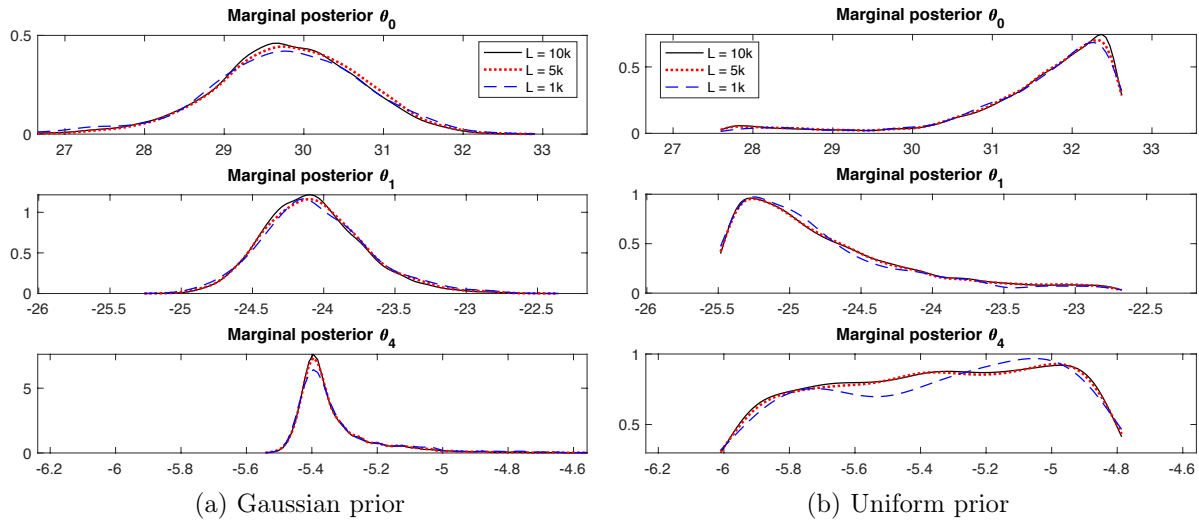 Marginal posterior θ0
0.5
0
L = 10k
L = 5k
L = 1k
27 28 29 30 31 32 33
Marginal posterior θ1
1
0.5
0
-26 -25.5 -25 -24.5 -24 -23.5 -23 -22.5
Marginal posterior θ4
5
0
-6.2 -6 -5.8 -5.6 -5.4 -5.2 -5 -4.8 -4.6
(a) Gaussian prior
Marginal posterior θ0
0.5
0
L = 10k
L = 5k
L = 1k
27 28 29 30 31 32 33
Marginal posterior θ1
1
0.5
0
-26 -25.5 -25 -24.5 -24 -23.5 -23 -22.5
Marginal posterior θ4
1
0.5
-6.2 -6 -5.8 -5.6 -5.4 -5.2 -5 -4.8 -4.6
(b) Uniform prior